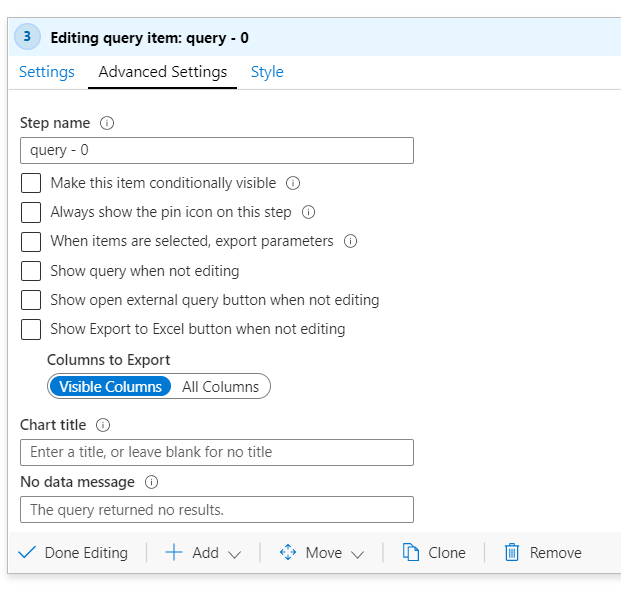 3 Editing query item: query - 0
Settings Advanced Settings Style
Step name
query - 0
Make this item conditionally visible
Always show the pin icon on this step
When items are selected, export parameters
Show query when not editing
Show open external query button when not editing
Show Export to Excel button when not editing
Columns to Export
Visible Columns All Columns
Chart title
Enter a title, or leave blank for no title
No data message
The query returned no results.
Done Editing Add Move Clone Remove